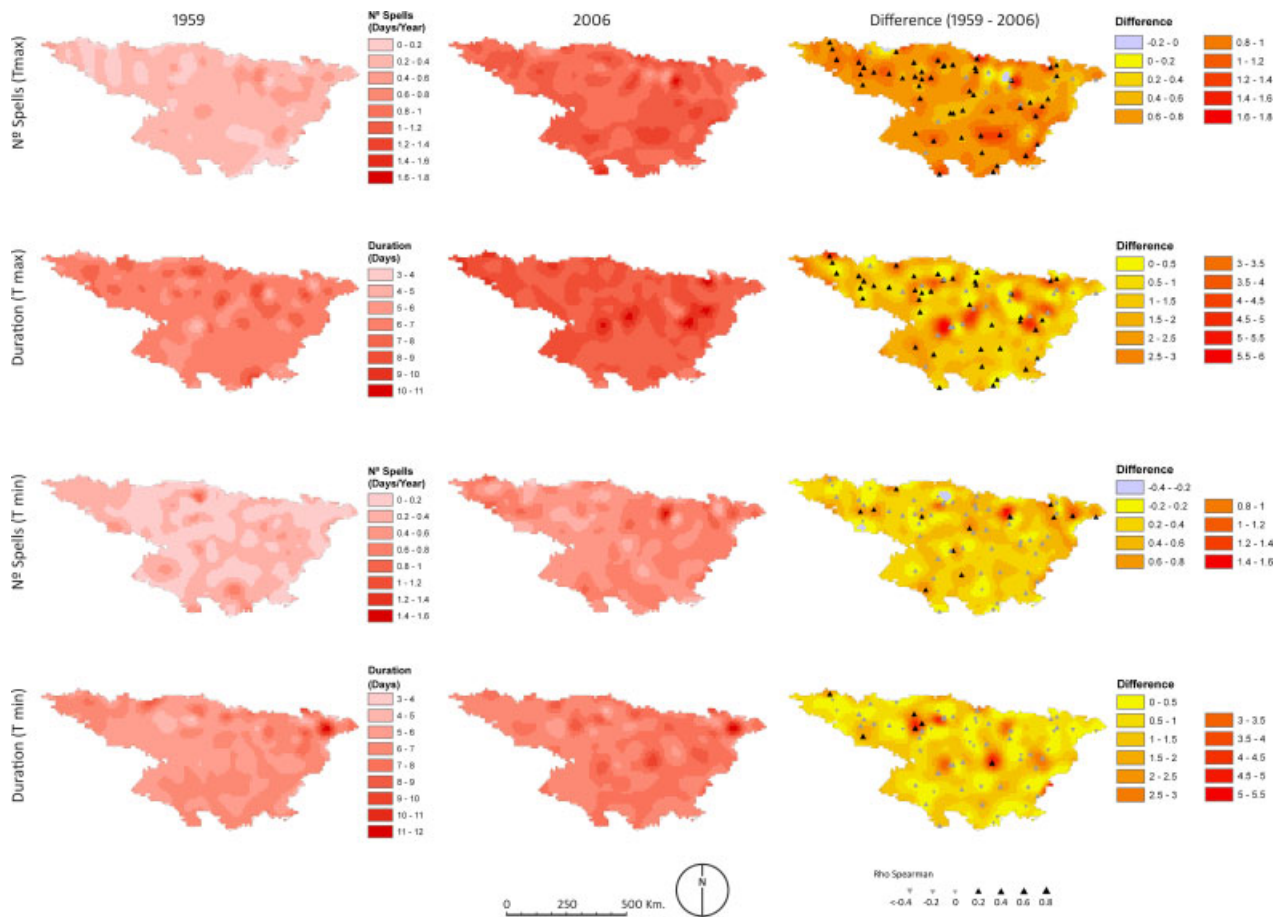 1959
2006
Difference (1959 - 2006)
Nº Spells (Tmax)
Nº Spells
(Days/Year)
0 - 0.2
0.2 - 0.4
0.4 - 0.6
0.6 - 0.8
0.8 - 1
1 - 1.2
1.2 - 1.4
1.4 - 1.6
1.6 - 1.8
Difference
-0.2 - 0
0 - 0.2
0.2 - 0.4
0.4 - 0.6
0.6 - 0.8
0.8 - 1
1 - 1.2
1.2 - 1.4
1.4 - 1.6
1.6 - 1.8
Duration (T max)
Duration
(Days)
3 - 4
4 - 5
5 - 6
6 - 7
7 - 8
8 - 9
9 - 10
10 - 11
Difference
0 - 0.5
0.5 - 1
1 - 1.5
1.5 - 2
2 - 2.5
2.5 - 3
3 - 3.5
3.5 - 4
4 - 4.5
4.5 - 5
5 - 5.5
5.5 - 6
Nº Spells (T min)
Nº Spells
(Days/Year)
0 - 0.2
0.2 - 0.4
0.4 - 0.6
0.6 - 0.8
0.8 - 1
1 - 1.2
1.2 - 1.4
1.4 - 1.6
Difference
-0.4 - -0.2
-0.2 - 0.2
0.2 - 0.4
0.4 - 0.6
0.6 - 0.8
0.8 - 1
1 - 1.2
1.2 - 1.4
1.4 - 1.6
Duration (T min)
Duration
(Days)
3 - 4
4 - 5
5 - 6
6 - 7
7 - 8
8 - 9
9 - 10
10 - 11
11 - 12
Difference
0 - 0.5
0.5 - 1
1 - 1.5
1.5 - 2
2 - 2.5
2.5 - 3
3 - 3.5
3.5 - 4
4 - 4.5
4.5 - 5
5 - 5.5
0 250 500 Km.
N
Rho Spearman
<-0.4 -0.2 0 0.2 0.4 0.6 0.8